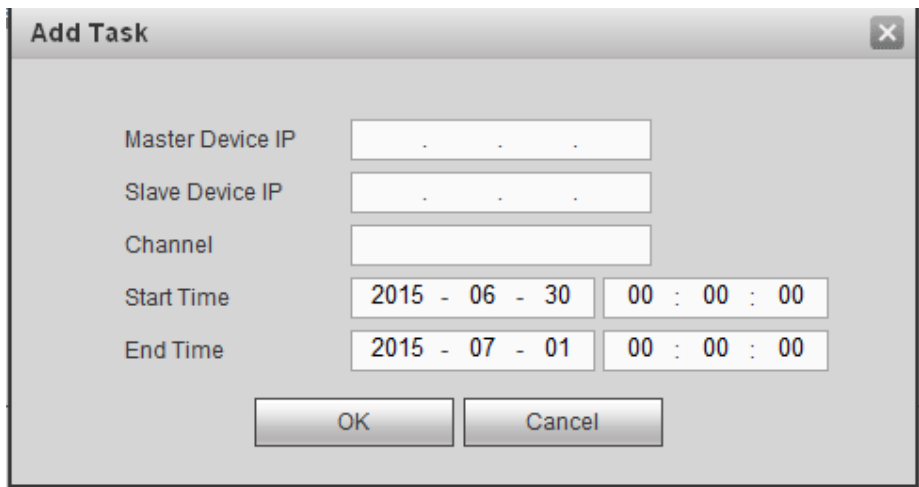 Add Task
Master Device IP . . .
Slave Device IP . . .
Channel
Start Time 2015 - 06 - 30 00 : 00 : 00
End Time 2015 - 07 - 01 00 : 00 : 00
OK Cancel